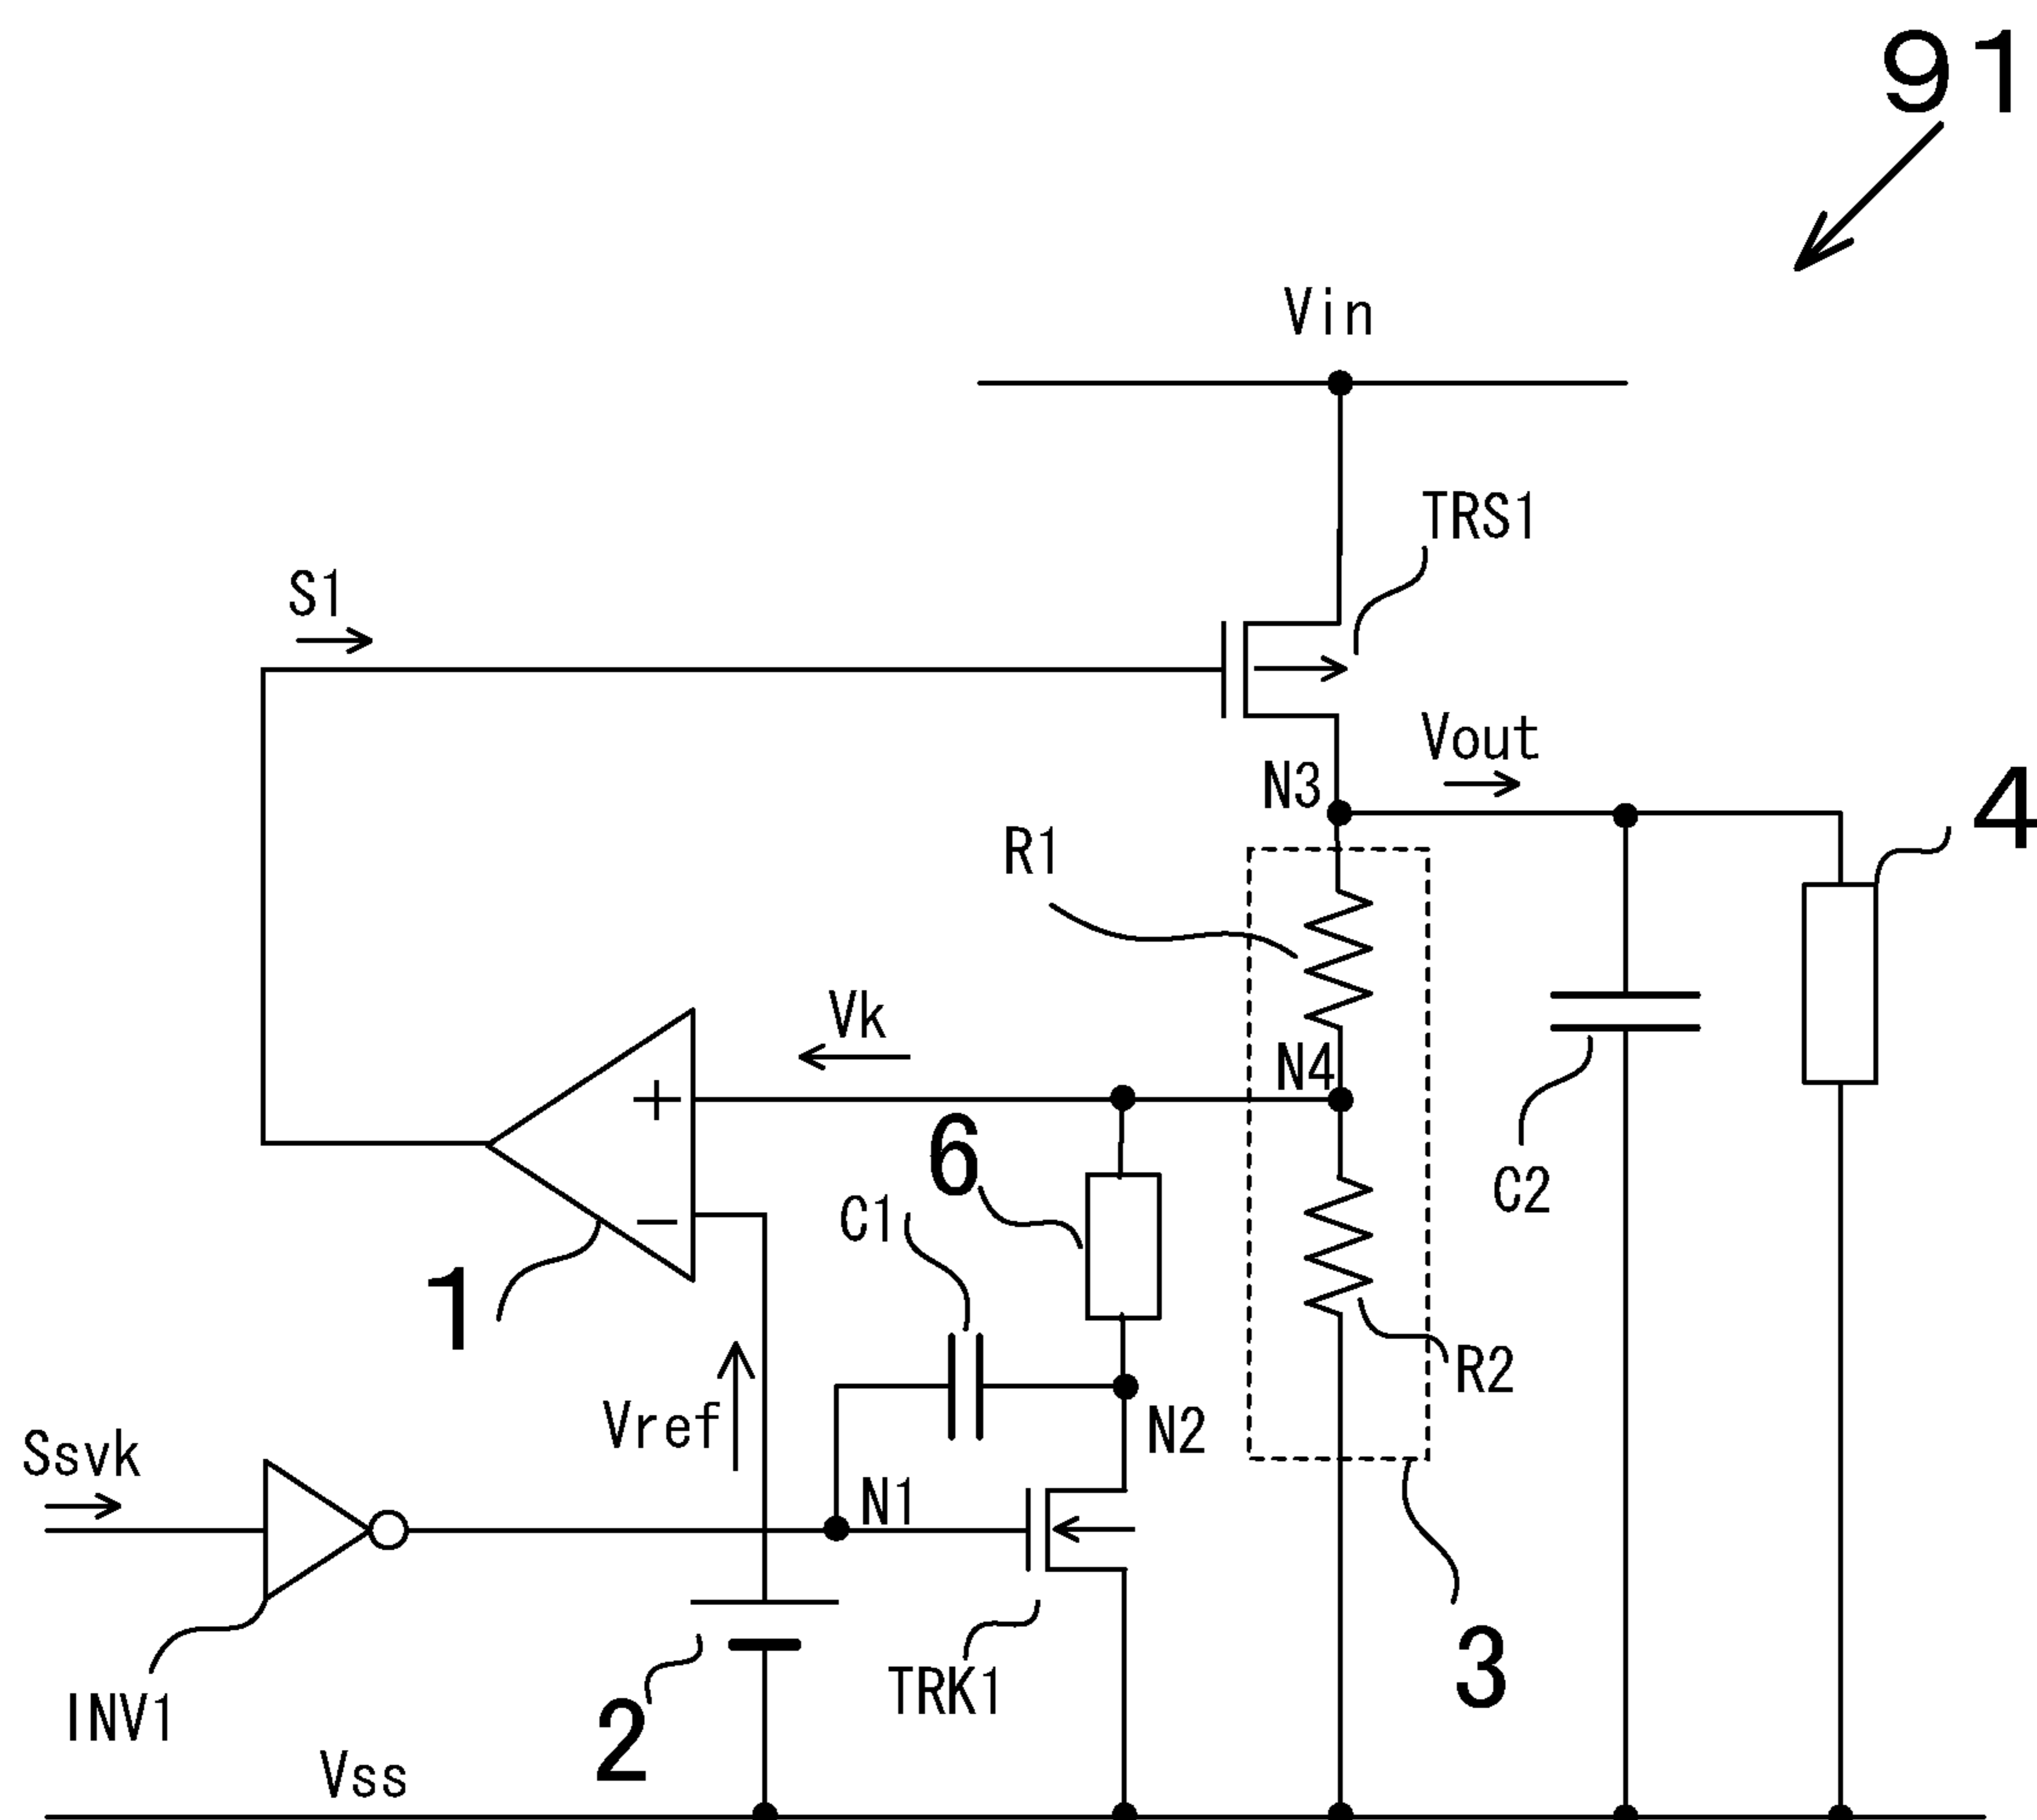 91
Vin
TRS1
S1
Vout
N3
4
R1
Vk
N4
+
6
C2
C1
−
1
R2
Vref
N2
Ssvk
N1
3
TRK1
INV1
2
Vss